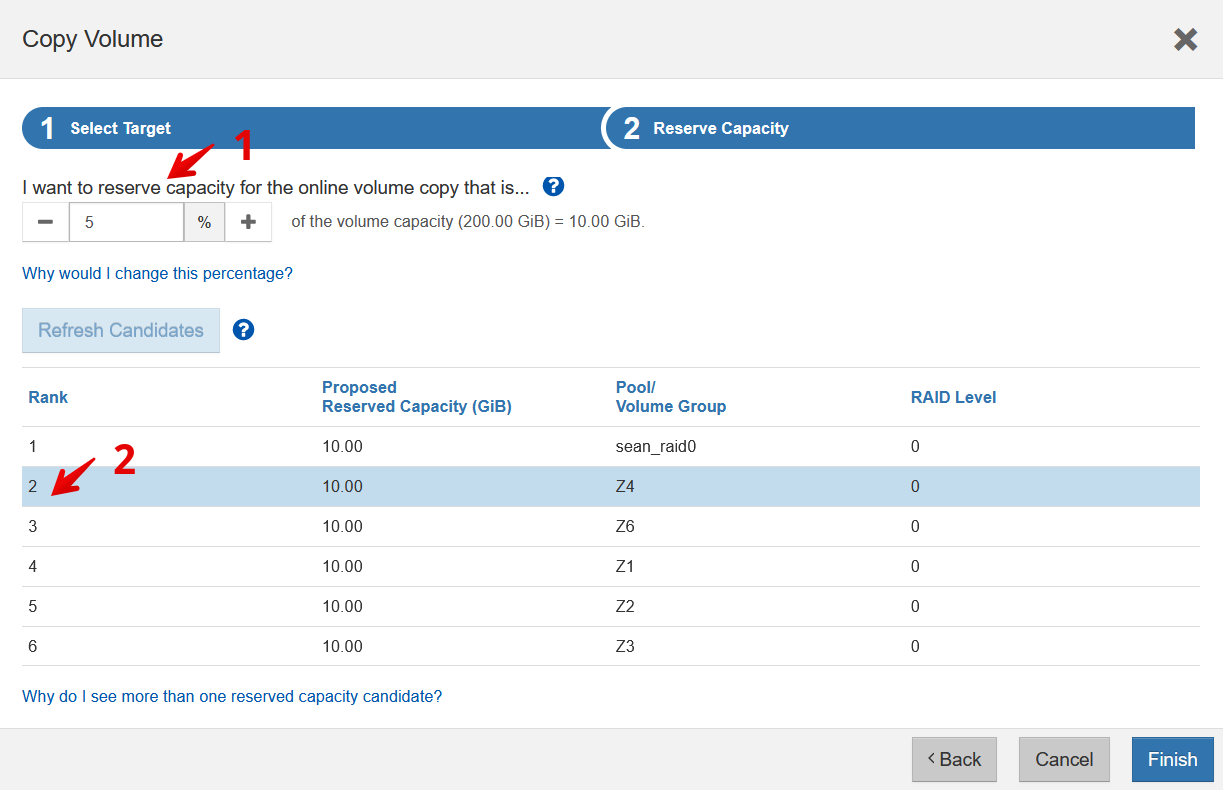 Copy Volume
1 Select Target
2 Reserve Capacity
1
I want to reserve capacity for the online volume copy that is... ?
5 % of the volume capacity (200.00 GiB) = 10.00 GiB.
Why would I change this percentage?
Refresh Candidates ?
Rank Proposed Reserved Capacity (GiB) Pool/ Volume Group RAID Level
1 10.00 sean_raid0 0
2
2 10.00 Z4 0
3 10.00 Z6 0
4 10.00 Z1 0
5 10.00 Z2 0
6 10.00 Z3 0
Why do I see more than one reserved capacity candidate?
Back Cancel Finish